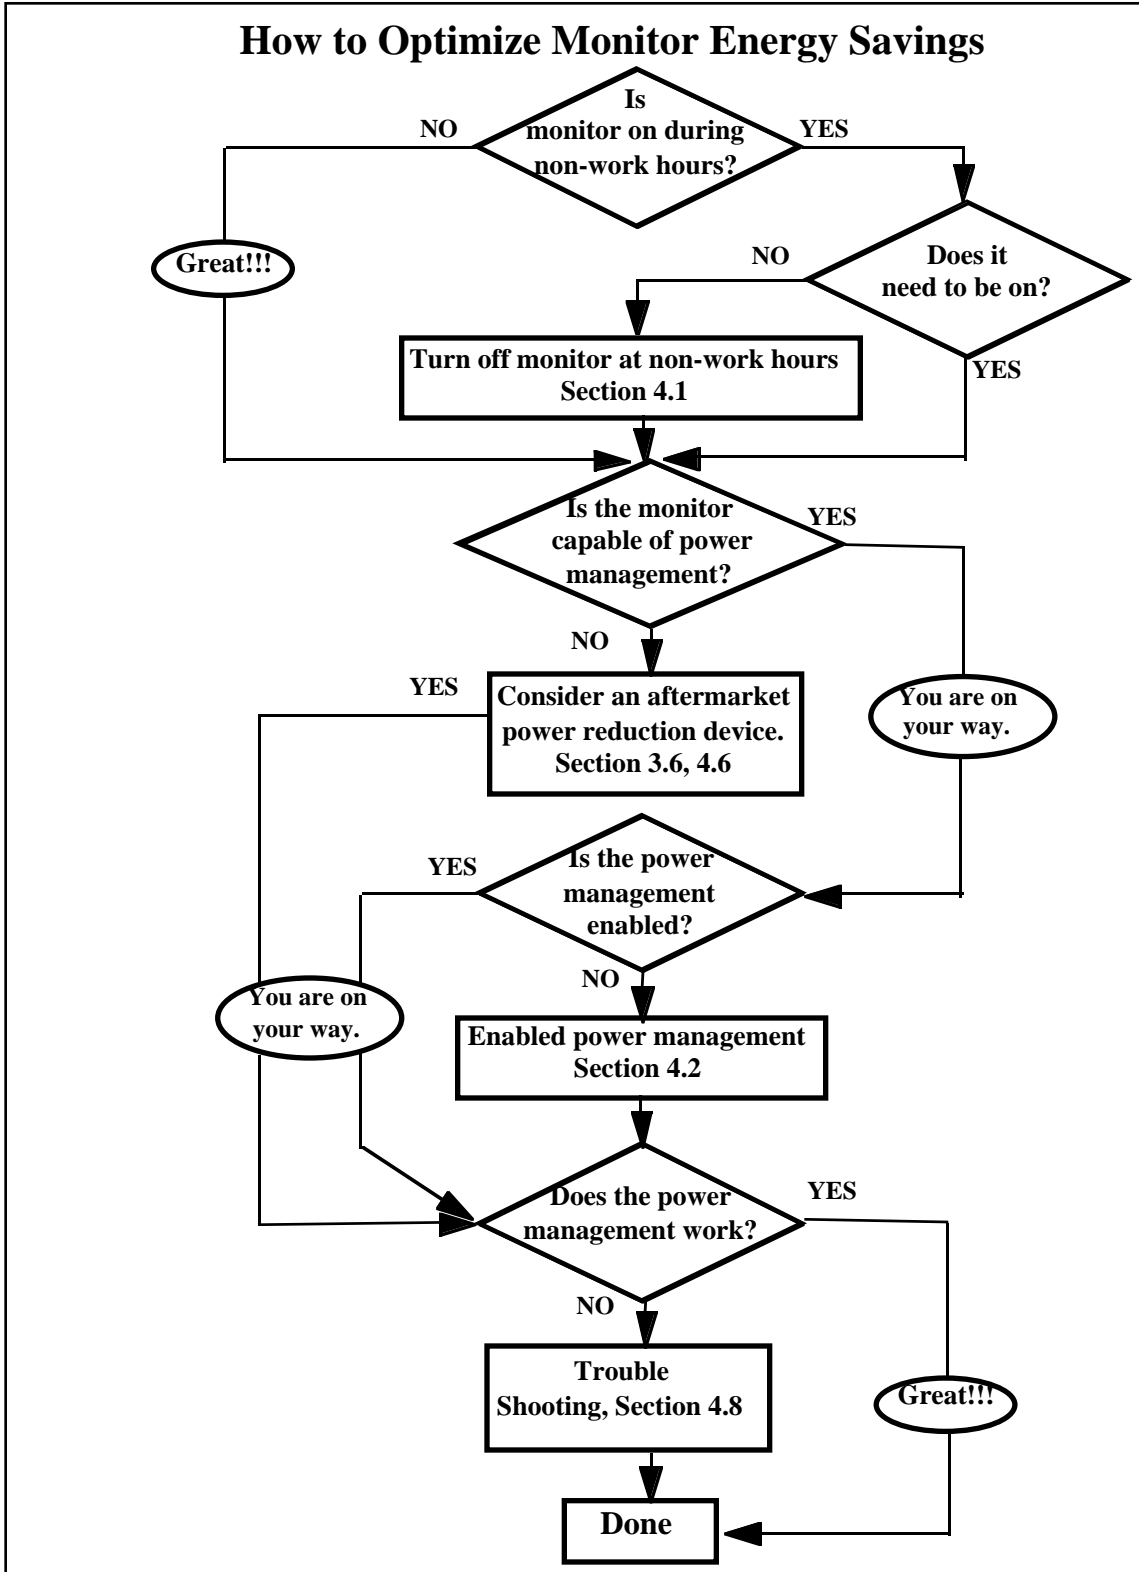 How to Optimize Monitor Energy Savings
Is
monitor on during
non-work hours?
NO
YES
Great!!!
NO
Does it
need to be on?
Turn off monitor at non-work hours
Section 4.1
YES
Is the monitor
capable of power
management?
YES
NO
YES
Consider an aftermarket
power reduction device.
Section 3.6, 4.6
You are on
your way.
YES
Is the power
management
enabled?
NO
You are on
your way.
Enabled power management
Section 4.2
Does the power
management work?
YES
NO
Trouble
Shooting, Section 4.8
Great!!!
Done